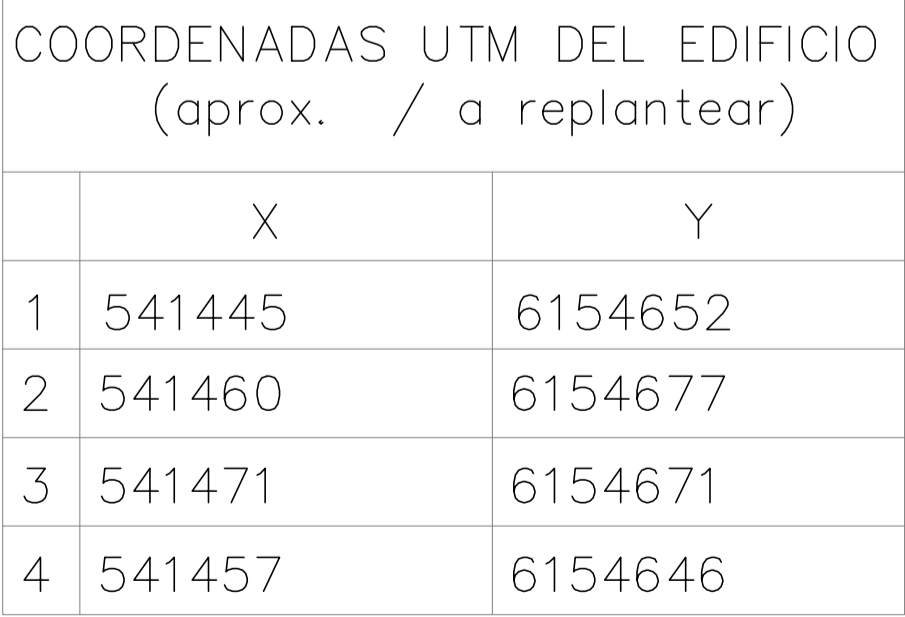 COORDENADAS UTM DEL EDIFICIO
(aprox. / a replantear)
X Y
1 541445 6154652
2 541460 6154677
3 541471 6154671
4 541457 6154646